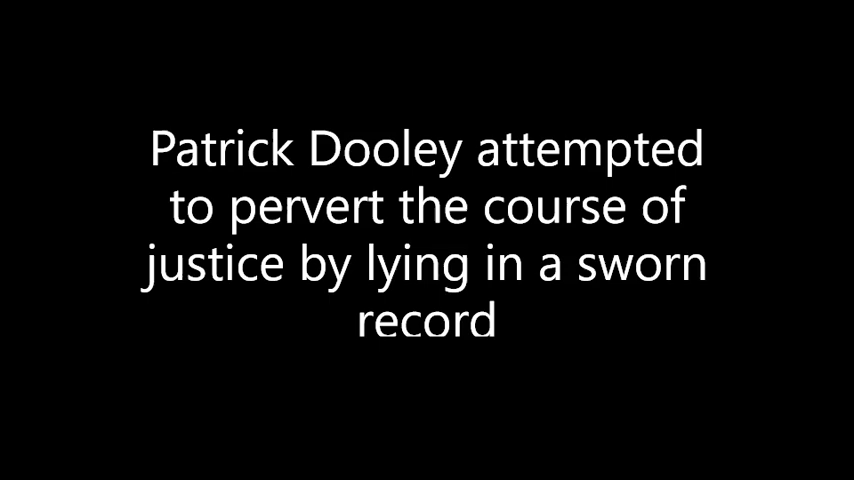 Patrick Dooley attempted
to pervert the course of
justice by lying in a sworn
record